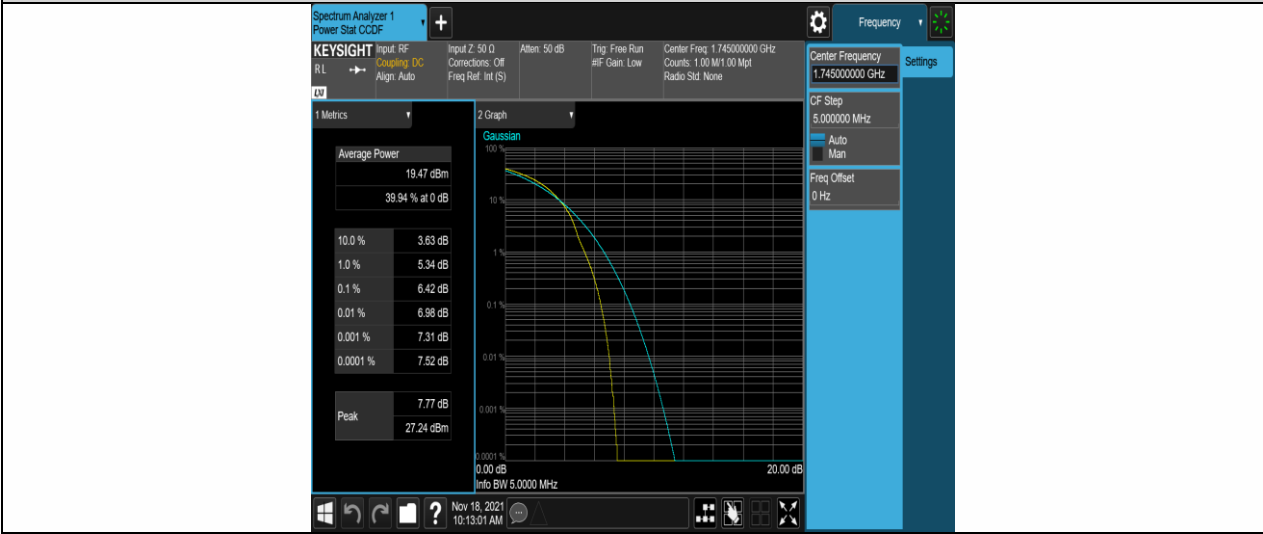 Spectrum Analyzer 1
Power Stat CCDF
+
Frequency
KEYSIGHT
RL
LXI
Input: RF
Coupling: DC
Align: Auto
Input Z: 50 Ω
Corrections: Off
Freq Ref: Int (S)
Atten: 50 dB
Trig: Free Run
#IF Gain: Low
Center Freq: 1.745000000 GHz
Counts: 1.00 M/1.00 Mpt
Radio Std: None
Center Frequency
1.745000000 GHz
Settings
CF Step
5.000000 MHz
Auto
Man
Freq Offset
0 Hz
1 Metrics
Average Power
19.47 dBm
39.94 % at 0 dB
10.0 % 3.63 dB
1.0 % 5.34 dB
0.1 % 6.42 dB
0.01 % 6.98 dB
0.001 % 7.31 dB
0.0001 % 7.52 dB
Peak
7.77 dB
27.24 dBm
2 Graph
Gaussian
100 %
10 %
1 %
0.1 %
0.01 %
0.001 %
0.0001 %
0.00 dB 20.00 dB
Info BW 5.0000 MHz
?
Nov 18, 2021
10:13:01 AM